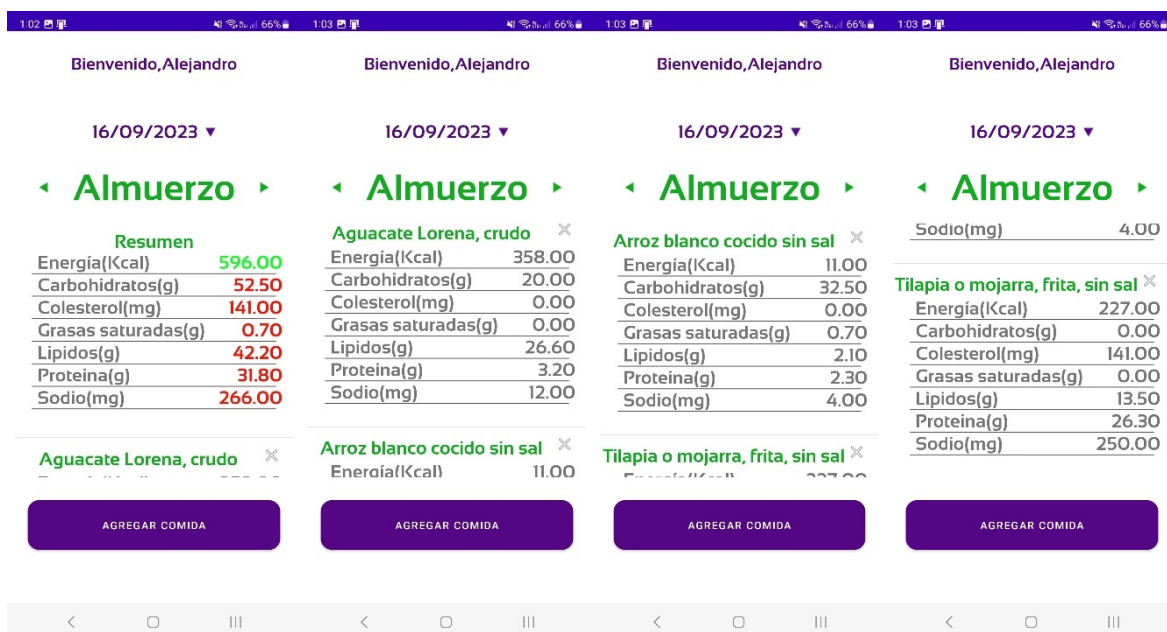 1:02
66%
Bienvenido,Alejandro
16/09/2023 ▼
Almuerzo
Resumen
Energía(Kcal) 596.00
Carbohidratos(g) 52.50
Colesterol(mg) 141.00
Grasas saturadas(g) 0.70
Lipidos(g) 42.20
Proteina(g) 31.80
Sodio(mg) 266.00
Aguacate Lorena, crudo
AGREGAR COMIDA
1:03
66%
Bienvenido,Alejandro
16/09/2023 ▼
Almuerzo
Aguacate Lorena, crudo
Energía(Kcal) 358.00
Carbohidratos(g) 20.00
Colesterol(mg) 0.00
Grasas saturadas(g) 0.00
Lipidos(g) 26.60
Proteina(g) 3.20
Sodio(mg) 12.00
Arroz blanco cocido sin sal
Energía(Kcal) 11.00
AGREGAR COMIDA
1:03
66%
Bienvenido,Alejandro
16/09/2023 ▼
Almuerzo
Arroz blanco cocido sin sal
Energía(Kcal) 11.00
Carbohidratos(g) 32.50
Colesterol(mg) 0.00
Grasas saturadas(g) 0.70
Lipidos(g) 2.10
Proteina(g) 2.30
Sodio(mg) 4.00
Tilapia o mojarra, frita, sin sal
AGREGAR COMIDA
1:03
66%
Bienvenido,Alejandro
16/09/2023 ▼
Almuerzo
Sodio(mg) 4.00
Tilapia o mojarra, frita, sin sal
Energía(Kcal) 227.00
Carbohidratos(g) 0.00
Colesterol(mg) 141.00
Grasas saturadas(g) 0.00
Lipidos(g) 13.50
Proteina(g) 26.30
Sodio(mg) 250.00
AGREGAR COMIDA